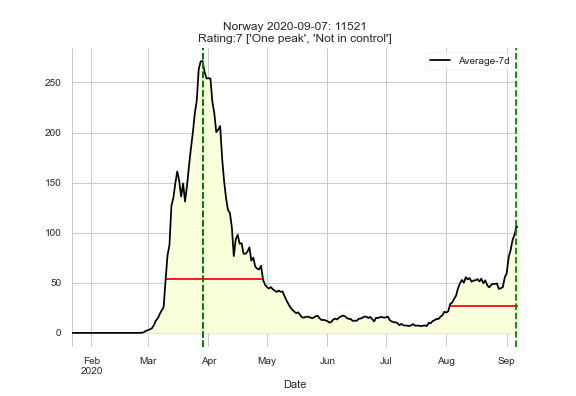 Norway 2020-09-07: 11521
Rating:7 ['One peak', 'Not in control']
Average-7d
250
200
150
100
50
0
Feb Mar Apr May Jun Jul Aug Sep
2020
Date